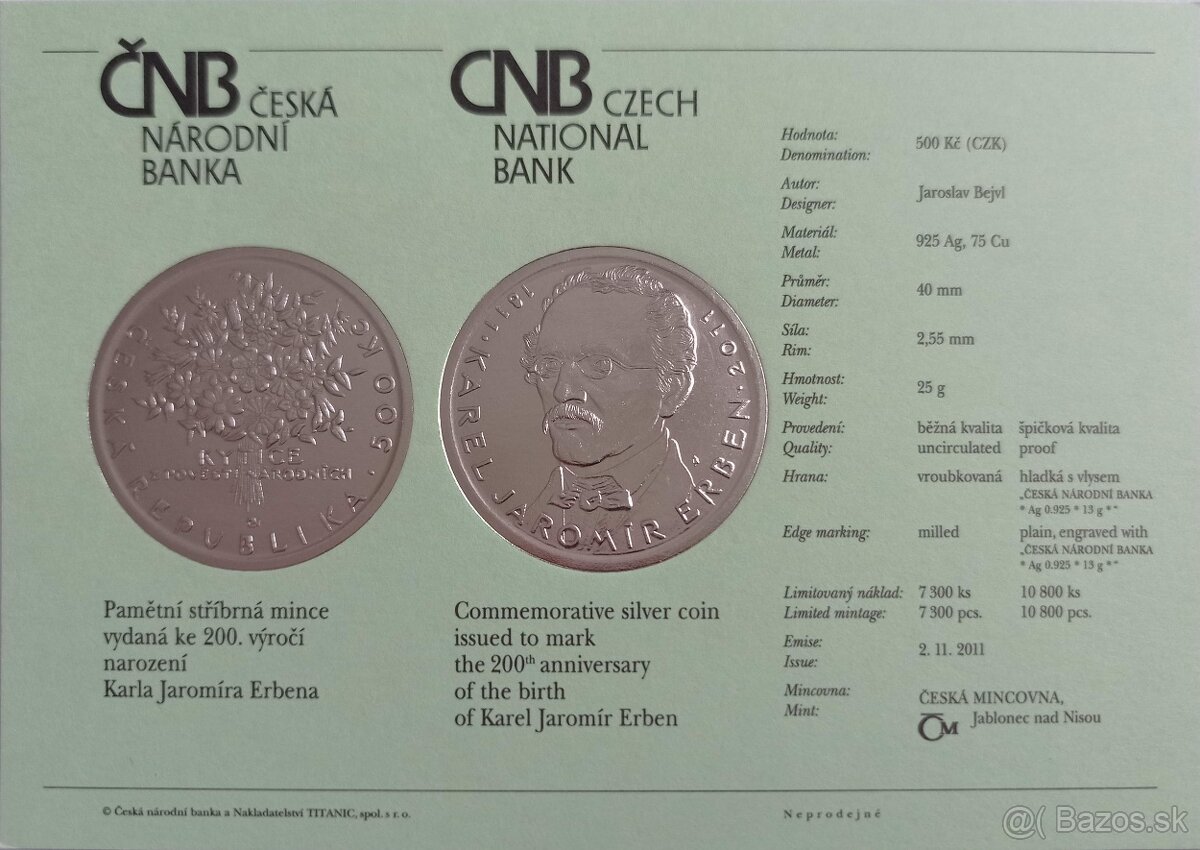 ČNB ČESKÁ
NÁRODNÍ
BANKA
CNB CZECH
NATIONAL
BANK
ČESKÁ REPUBLIKA • 500 Kč
KYTICE
Z POVĚSTÍ NÁRODNÍCH
1811 • KAREL JAROMÍR ERBEN • 2011
Pamětní stříbrná mince
vydaná ke 200. výročí
narození
Karla Jaromíra Erbena
Commemorative silver coin
issued to mark
the 200th anniversary
of the birth
of Karel Jaromír Erben
Hodnota:
Denomination: 500 Kč (CZK)
Autor:
Designer: Jaroslav Bejvl
Materiál:
Metal: 925 Ag, 75 Cu
Průměr:
Diameter: 40 mm
Síla:
Rim: 2,55 mm
Hmotnost:
Weight: 25 g
Provedení: běžná kvalita špičková kvalita
Quality: uncirculated proof
Hrana: vroubkovaná hladká s vlysem
„ČESKÁ NÁRODNÍ BANKA
* Ag 0.925 * 13 g *“
Edge marking: milled plain, engraved with
„ČESKÁ NÁRODNÍ BANKA
* Ag 0.925 * 13 g *“
Limitovaný náklad: 7 300 ks 10 800 ks
Limited mintage: 7 300 pcs. 10 800 pcs.
Emise:
Issue: 2. 11. 2011
Mincovna: ČESKÁ MINCOVNA,
Mint: ČM Jablonec nad Nisou
© Česká národní banka a Nakladatelství TITANIC, spol. s r. o.
Neprodejné
@( Bazos.sk